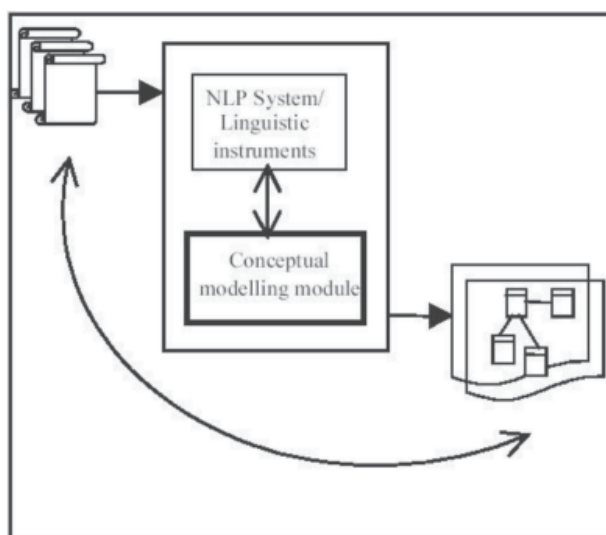 NLP System/
Linguistic
instruments
Conceptual
modelling module